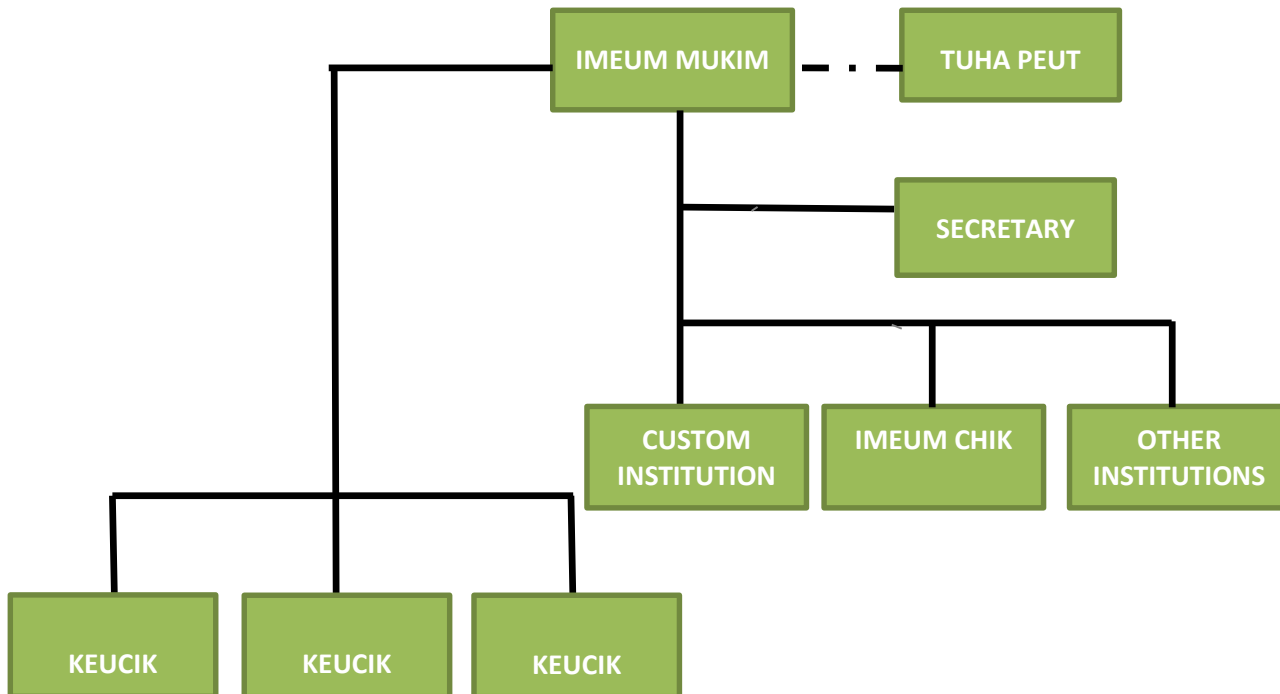 IMEUM MUKIM
TUHA PEUT
SECRETARY
CUSTOM
INSTITUTION
IMEUM CHIK
OTHER
INSTITUTIONS
KEUCIK
KEUCIK
KEUCIK